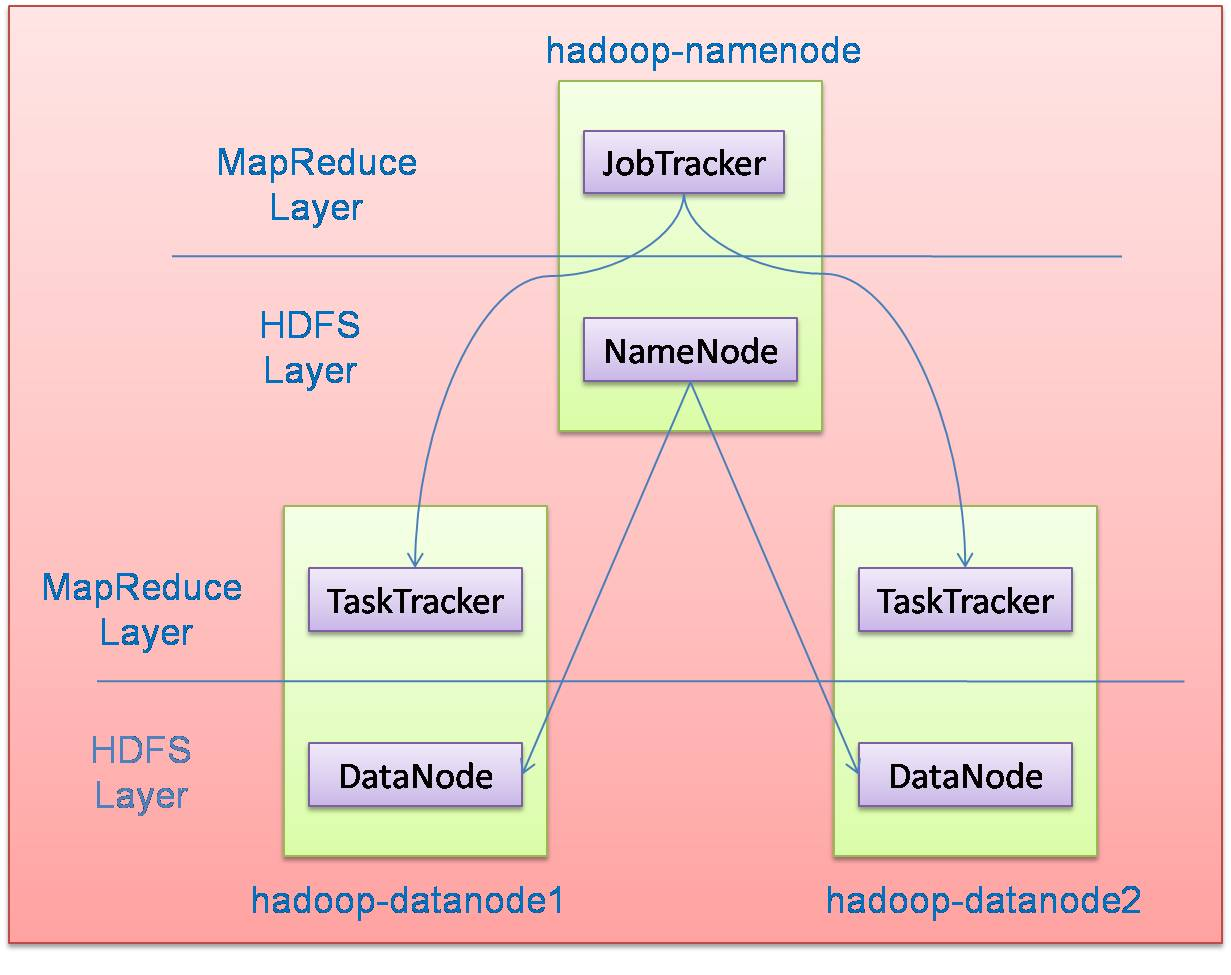 hadoop-namenode
MapReduce
Layer
JobTracker
HDFS
Layer
NameNode
MapReduce
Layer
TaskTracker
TaskTracker
HDFS
Layer
DataNode
DataNode
hadoop-datanode1
hadoop-datanode2